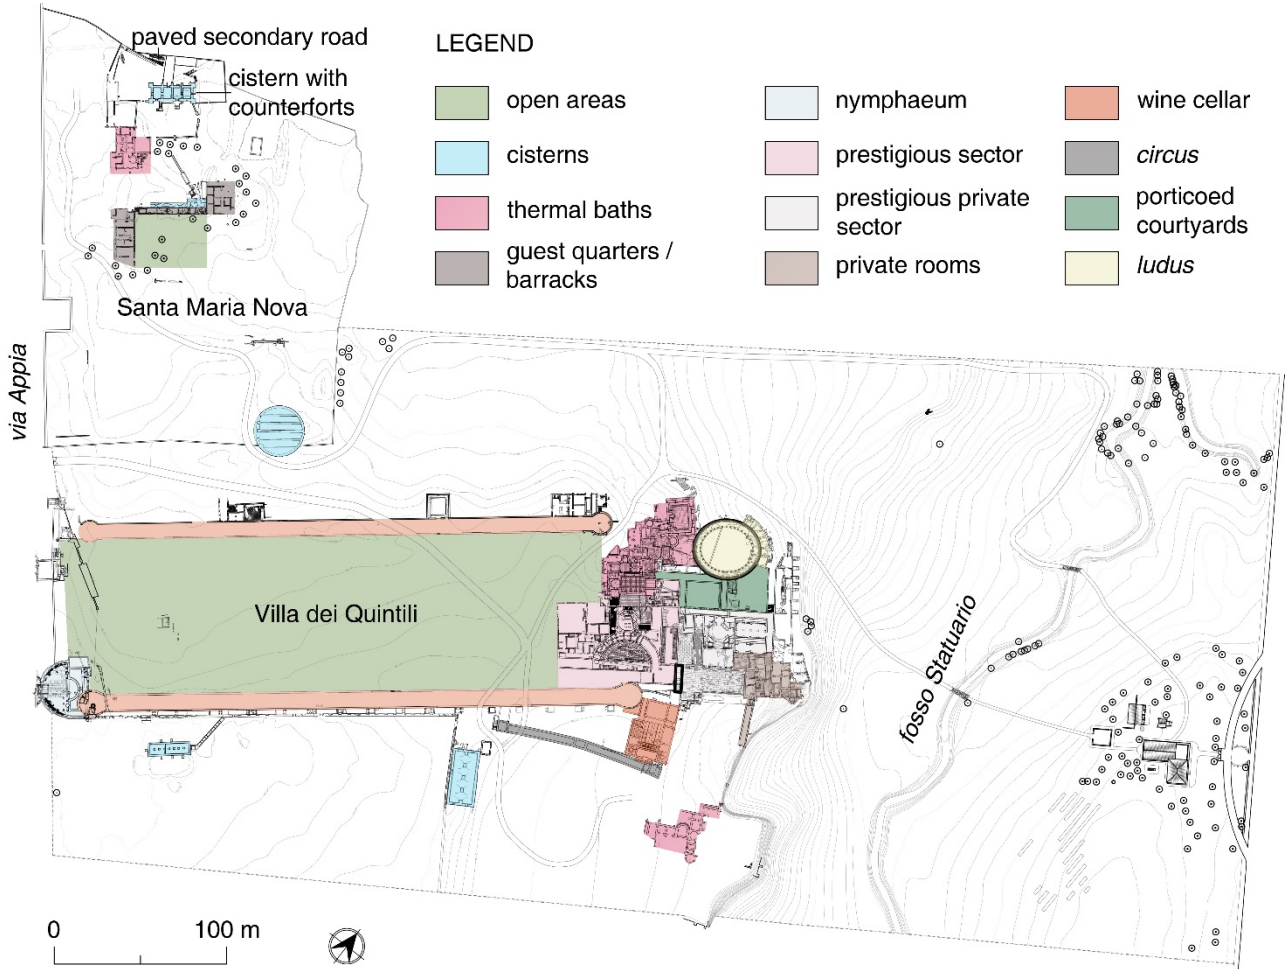 paved secondary road
cistern with
counterforts
LEGEND
open areas
cisterns
thermal baths
guest quarters /
barracks
nymphaeum
prestigious sector
prestigious private
sector
private rooms
wine cellar
circus
porticoed
courtyards
ludus
Santa Maria Nova
via Appia
Villa dei Quintili
fosso Statuario
0
100 m